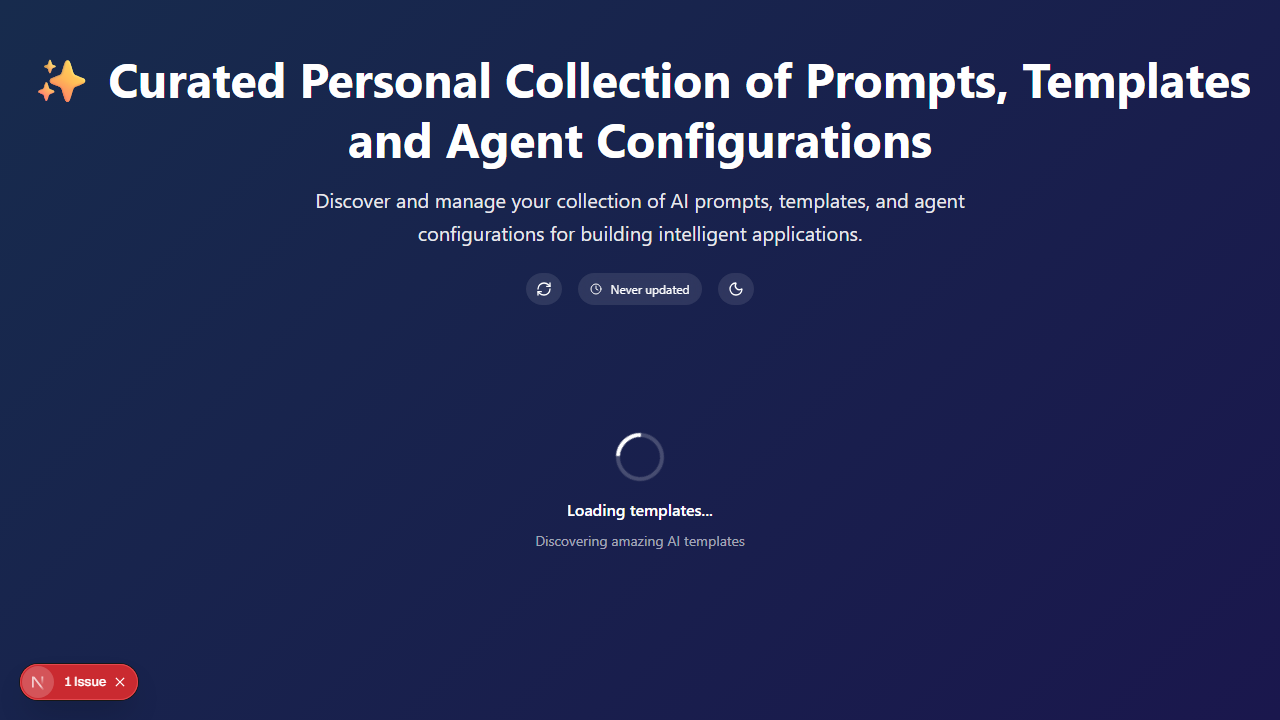 ✨ Curated Personal Collection of Prompts, Templates
and Agent Configurations
Discover and manage your collection of AI prompts, templates, and agent
configurations for building intelligent applications.
Never updated
Loading templates...
Discovering amazing AI templates
N 1 Issue